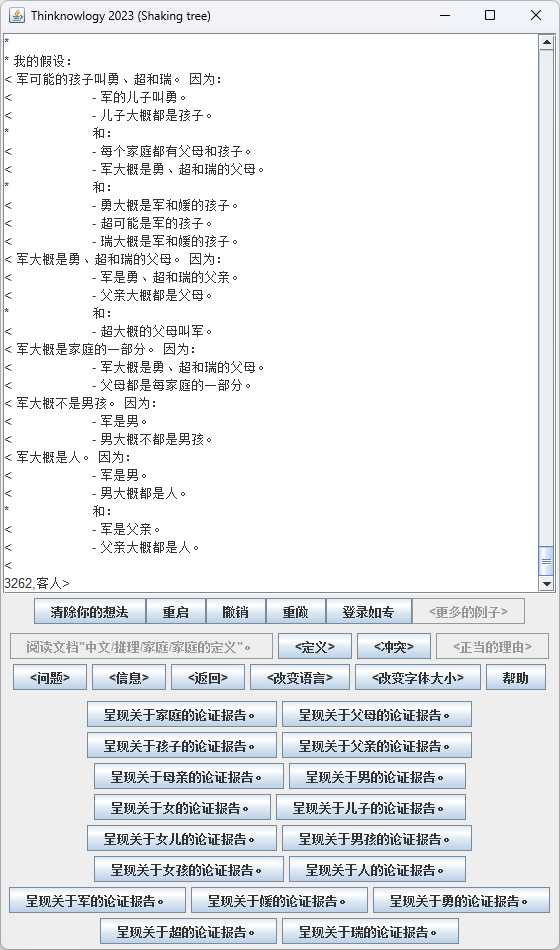 Thinknowlogy 2023 (Shaking tree)
*
* 我的假设：
< 军可能的孩子叫勇、超和瑞。 因为：
< - 军的儿子叫勇。
< - 儿子大概都是孩子。
* 和：
< - 每个家庭都有父母和孩子。
< - 军大概是勇、超和瑞的父母。
* 和：
< - 勇大概是军和媛的孩子。
< - 超可能是军的孩子。
< - 瑞大概是军和媛的孩子。
< 军大概是勇、超和瑞的父母。 因为：
< - 军是勇、超和瑞的父亲。
< - 父亲大概都是父母。
* 和：
< - 超大概的父母叫军。
< 军大概是家庭的一部分。 因为：
< - 军大概是勇、超和瑞的父母。
< - 父母都是每家庭的一部分。
< 军大概不是男孩。 因为：
< - 军是男。
< - 男大概不都是男孩。
< 军大概是人。 因为：
< - 军是男。
< - 男大概都是人。
* 和：
< - 军是父亲。
< - 父亲大概都是人。
<
3262,客人>
清除你的想法 重启 撤销 重做 登录如专 <更多的例子>
阅读文档"中文/推理/家庭/家庭的定义"。 <定义> <冲突> <正当的理由>
<问题> <信息> <返回> <改变语言> <改变字体大小> 帮助
呈现关于家庭的论证报告。 呈现关于父母的论证报告。
呈现关于孩子的论证报告。 呈现关于父亲的论证报告。
呈现关于母亲的论证报告。 呈现关于男的论证报告。
呈现关于女的论证报告。 呈现关于儿子的论证报告。
呈现关于女儿的论证报告。 呈现关于男孩的论证报告。
呈现关于女孩的论证报告。 呈现关于人的论证报告。
呈现关于军的论证报告。 呈现关于媛的论证报告。 呈现关于勇的论证报告。
呈现关于超的论证报告。 呈现关于瑞的论证报告。